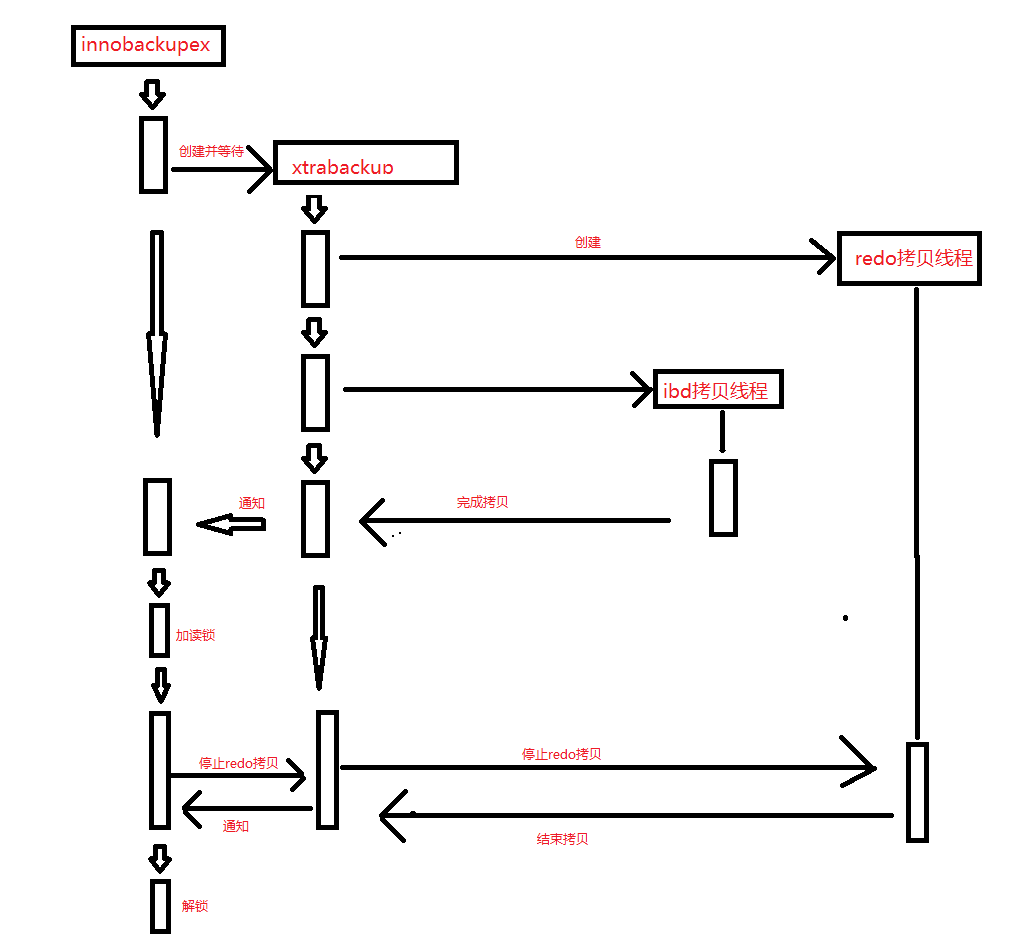 innobackupex
创建并等待
xtrabackup
创建
redo拷贝线程
ibd拷贝线程
通知
完成拷贝
加读锁
停止redo拷贝
停止redo拷贝
通知
结束拷贝
解锁